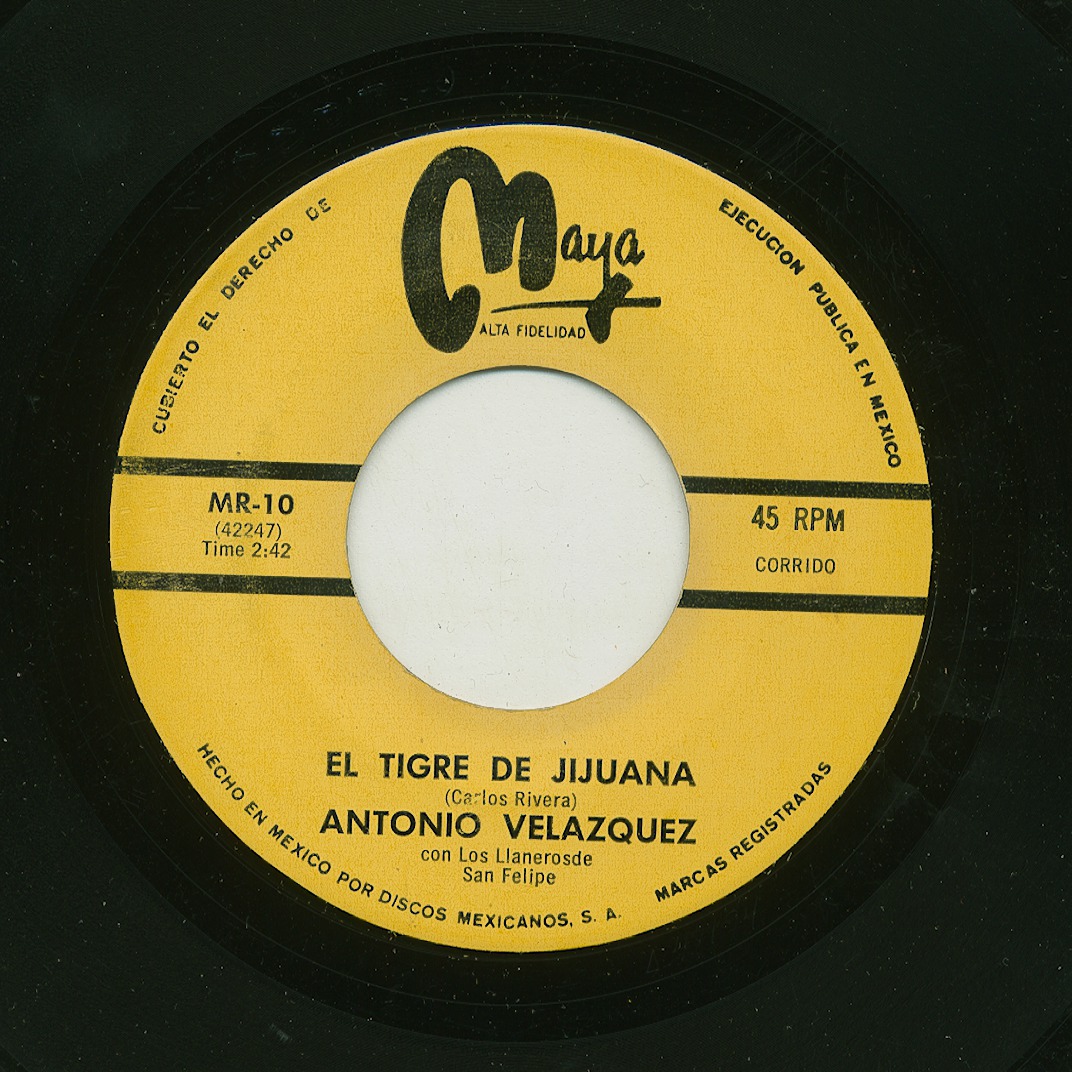 Maya
ALTA FIDELIDAD
CUBIERTO EL DERECHO DE
EJECUCION PUBLICA EN MEXICO
MR-10
(42247)
Time 2:42
45 RPM
CORRIDO
EL TIGRE DE JIJUANA
(Carlos Rivera)
ANTONIO VELAZQUEZ
con Los Llanerosde
San Felipe
HECHO EN MEXICO POR DISCOS MEXICANOS, S. A.
MARCAS REGISTRADAS